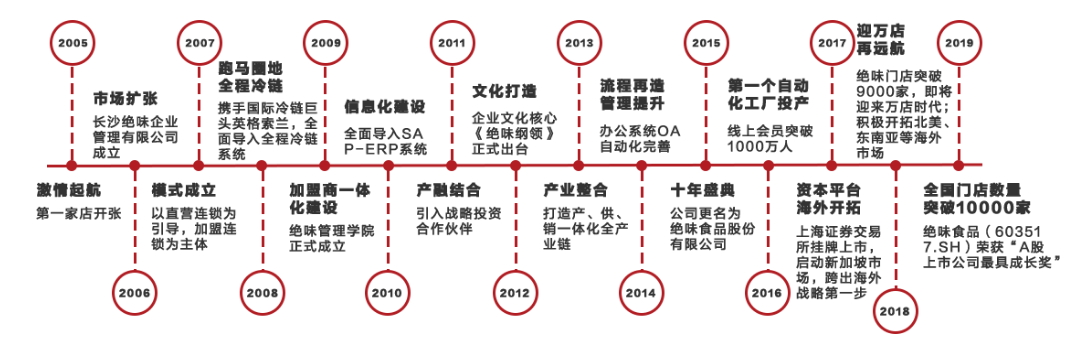 2005
激情起航
第一家店开张
市场扩张
长沙绝味企业
管理有限公司
成立
2006
2007
模式成立
以直营连锁为
引导，加盟连
锁为主体
跑马圈地
全程冷链
携手国际冷链巨
头英格索兰，全
面导入全程冷链
系统
2008
2009
加盟商一体
化建设
绝味管理学院
正式成立
信息化建设
全面导入SA
P-ERP系统
2010
2011
产融结合
引入战略投资
合作伙伴
文化打造
企业文化核心
《绝味纲领》
正式出台
2012
2013
产业整合
打造产、供、
销一体化全产
业链
流程再造
管理提升
办公系统OA
自动化完善
2014
2015
十年盛典
公司更名为
绝味食品股份
有限公司
第一个自动
化工厂投产
线上会员突破
1000万人
2016
2017
资本平台
海外开拓
上海证券交易
所挂牌上市，
启动新加坡市
场，跨出海外
战略第一步
迎万店
再远航
绝味门店突破
9000家，即将
迎来万店时代；
积极开拓北美、
东南亚等海外
市场
2018
2019
全国门店数量
突破10000家
绝味食品（60351
7.SH）荣获“A股
上市公司最具成长奖”